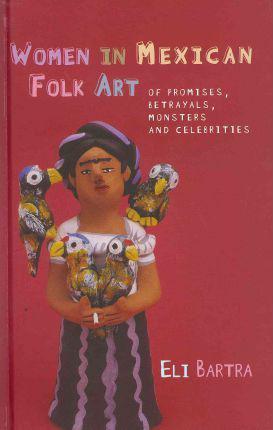 WOMEN IN MEXICAN
FOLK ART
OF PROMISES,
BETRAYALS,
MONSTERS
AND CELEBRITIES
ELI BARTRA